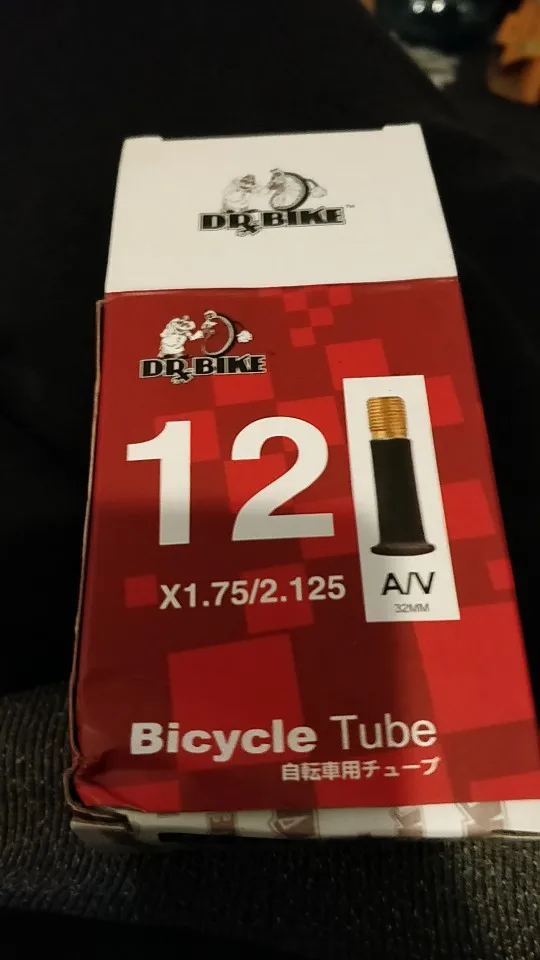 DR BIKE™
DR BIKE
12
X1.75/2.125
A/V
32MM
Bicycle Tube
自転車用チューブ